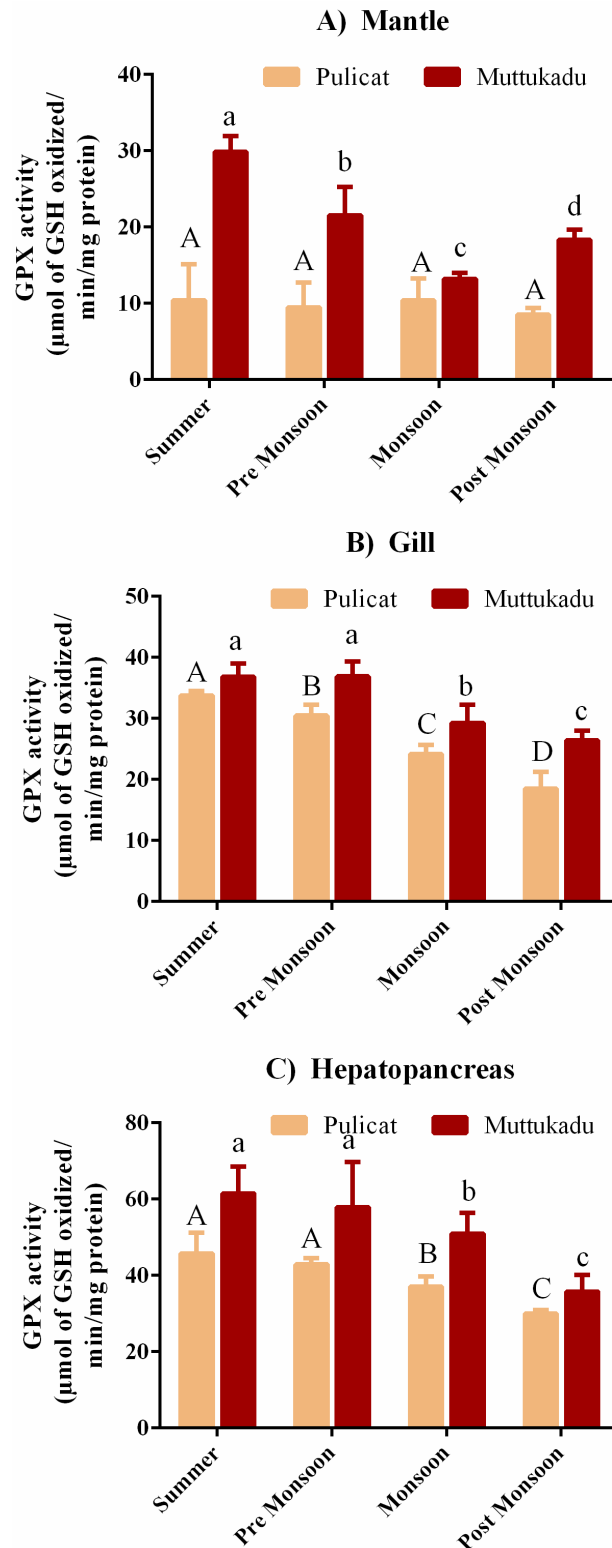 A) Mantle
Pulicat Muttukadu
GPX activity
(µmol of GSH oxidized/
min/mg protein)
40
30
20
10
0
A a A b A c A d
Summer
Pre Monsoon
Monsoon
Post Monsoon
B) Gill
Pulicat Muttukadu
GPX activity
(µmol of GSH oxidized/
min/mg protein)
50
40
30
20
10
0
A a B a C b D c
Summer
Pre Monsoon
Monsoon
Post Monsoon
C) Hepatopancreas
Pulicat Muttukadu
GPX activity
(µmol of GSH oxidized/
min/mg protein)
80
60
40
20
0
A a A a B b C c
Summer
Pre Monsoon
Monsoon
Post Monsoon